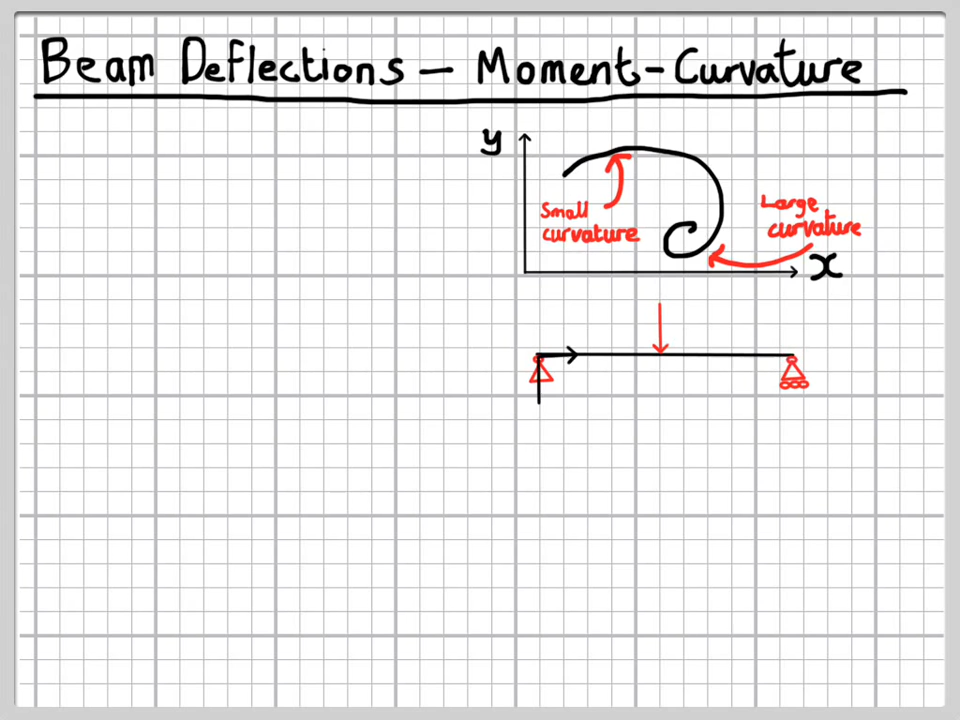 Beam Deflections - Moment-Curvature
y
Small
curvature
Large
curvature
x